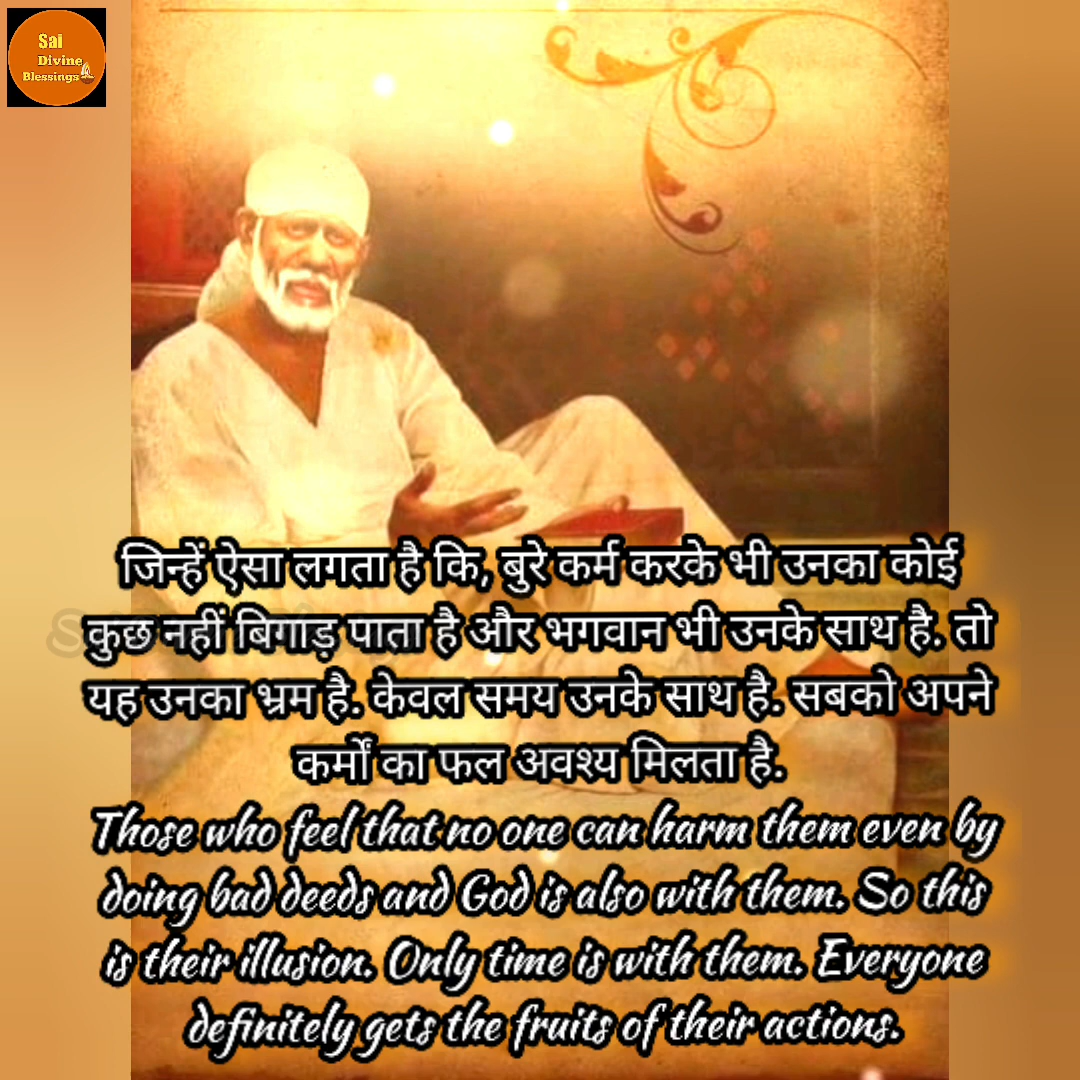 Sai
Divine
Blessings
जिन्हें ऐसा लगता है कि, बुरे कर्म करके भी उनका कोई
कुछ नहीं बिगाड़ पाता है और भगवान भी उनके साथ है. तो
यह उनका भ्रम है. केवल समय उनके साथ है. सबको अपने
कर्मों का फल अवश्य मिलता है.
Those who feel that no one can harm them even by
doing bad deeds and God is also with them. So this
is their illusion. Only time is with them. Everyone
definitely gets the fruits of their actions.